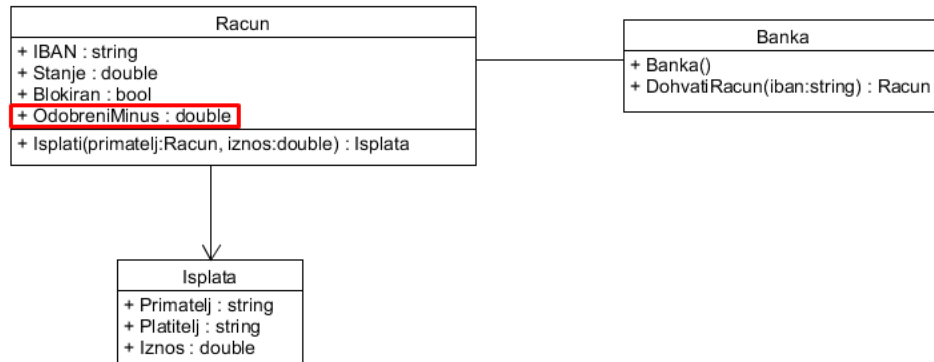 Racun
+ IBAN : string
+ Stanje : double
+ Blokiran : bool
+ OdobreniMinus : double
+ Isplati(primatelj:Racun, iznos:double) : Isplata
Banka
+ Banka()
+ DohvatiRacun(iban:string) : Racun
Isplata
+ Primatelj : string
+ Platitelj : string
+ Iznos : double